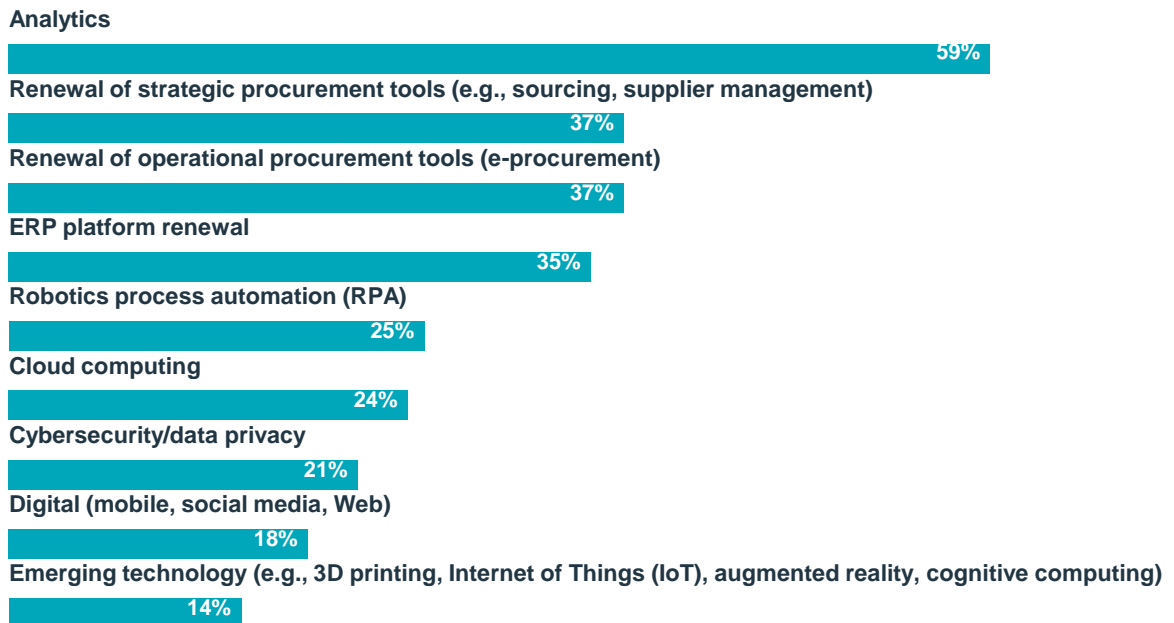 Analytics
59%
Renewal of strategic procurement tools (e.g., sourcing, supplier management)
37%
Renewal of operational procurement tools (e-procurement)
37%
ERP platform renewal
35%
Robotics process automation (RPA)
25%
Cloud computing
24%
Cybersecurity/data privacy
21%
Digital (mobile, social media, Web)
18%
Emerging technology (e.g., 3D printing, Internet of Things (IoT), augmented reality, cognitive computing)
14%